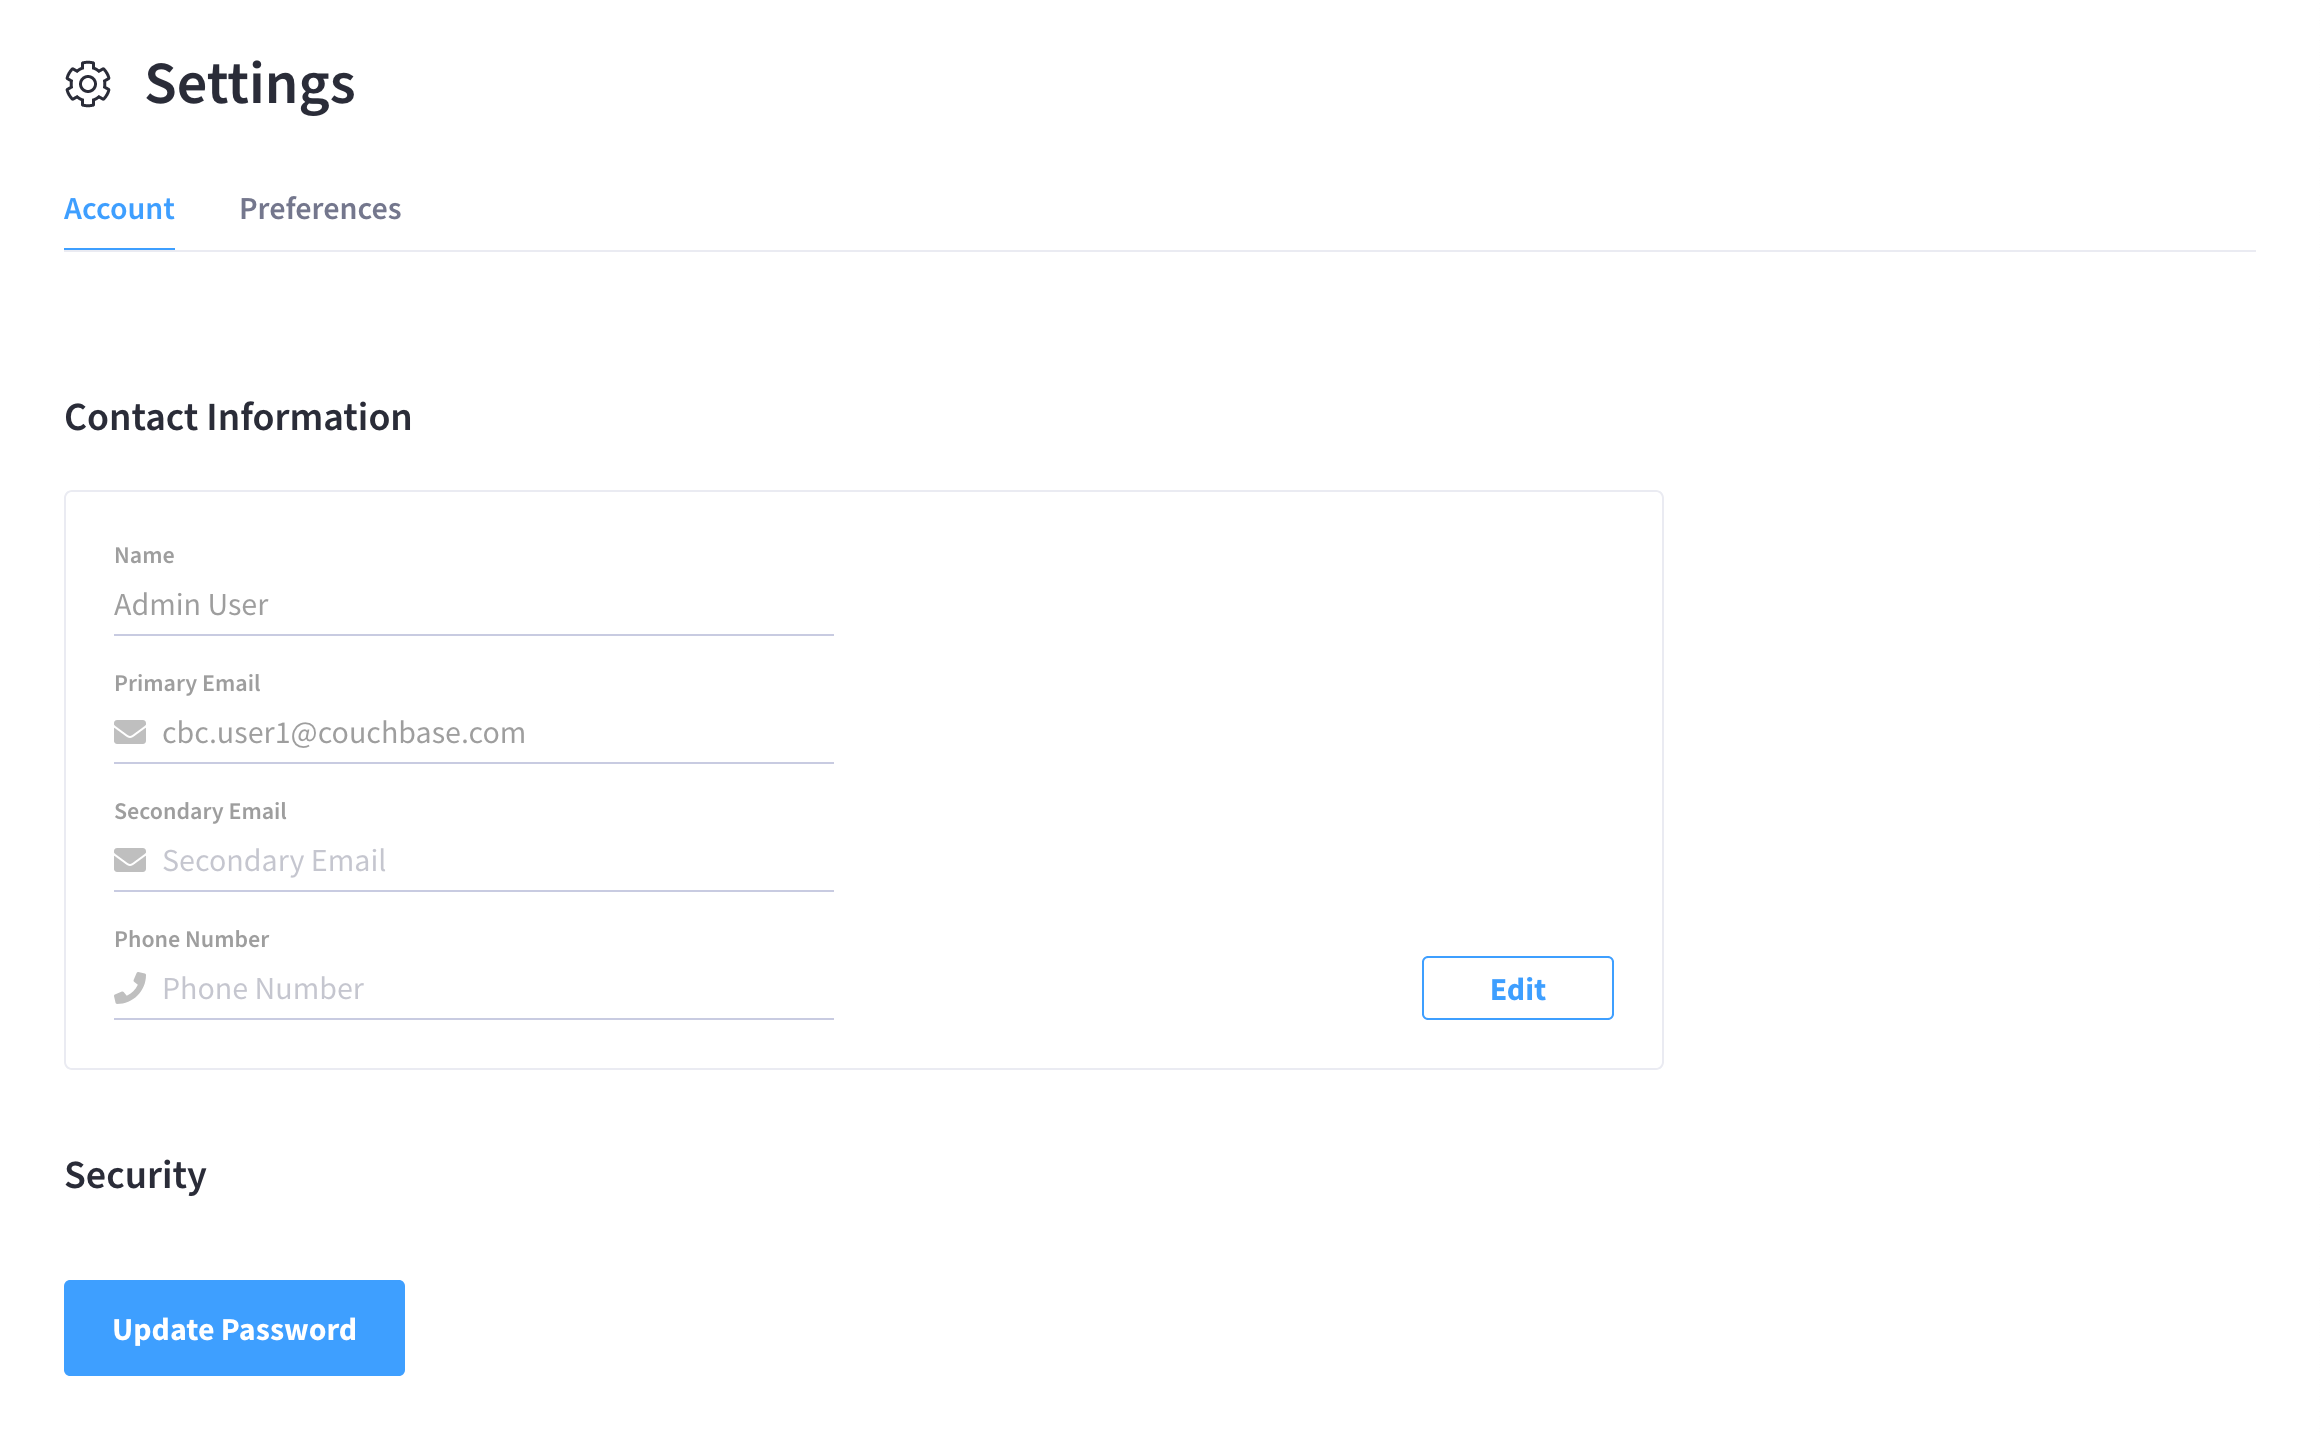 Settings
Account Preferences
Contact Information
Name
Admin User
Primary Email
cbc.user1@couchbase.com
Secondary Email
Secondary Email
Phone Number
Phone Number
Edit
Security
Update Password